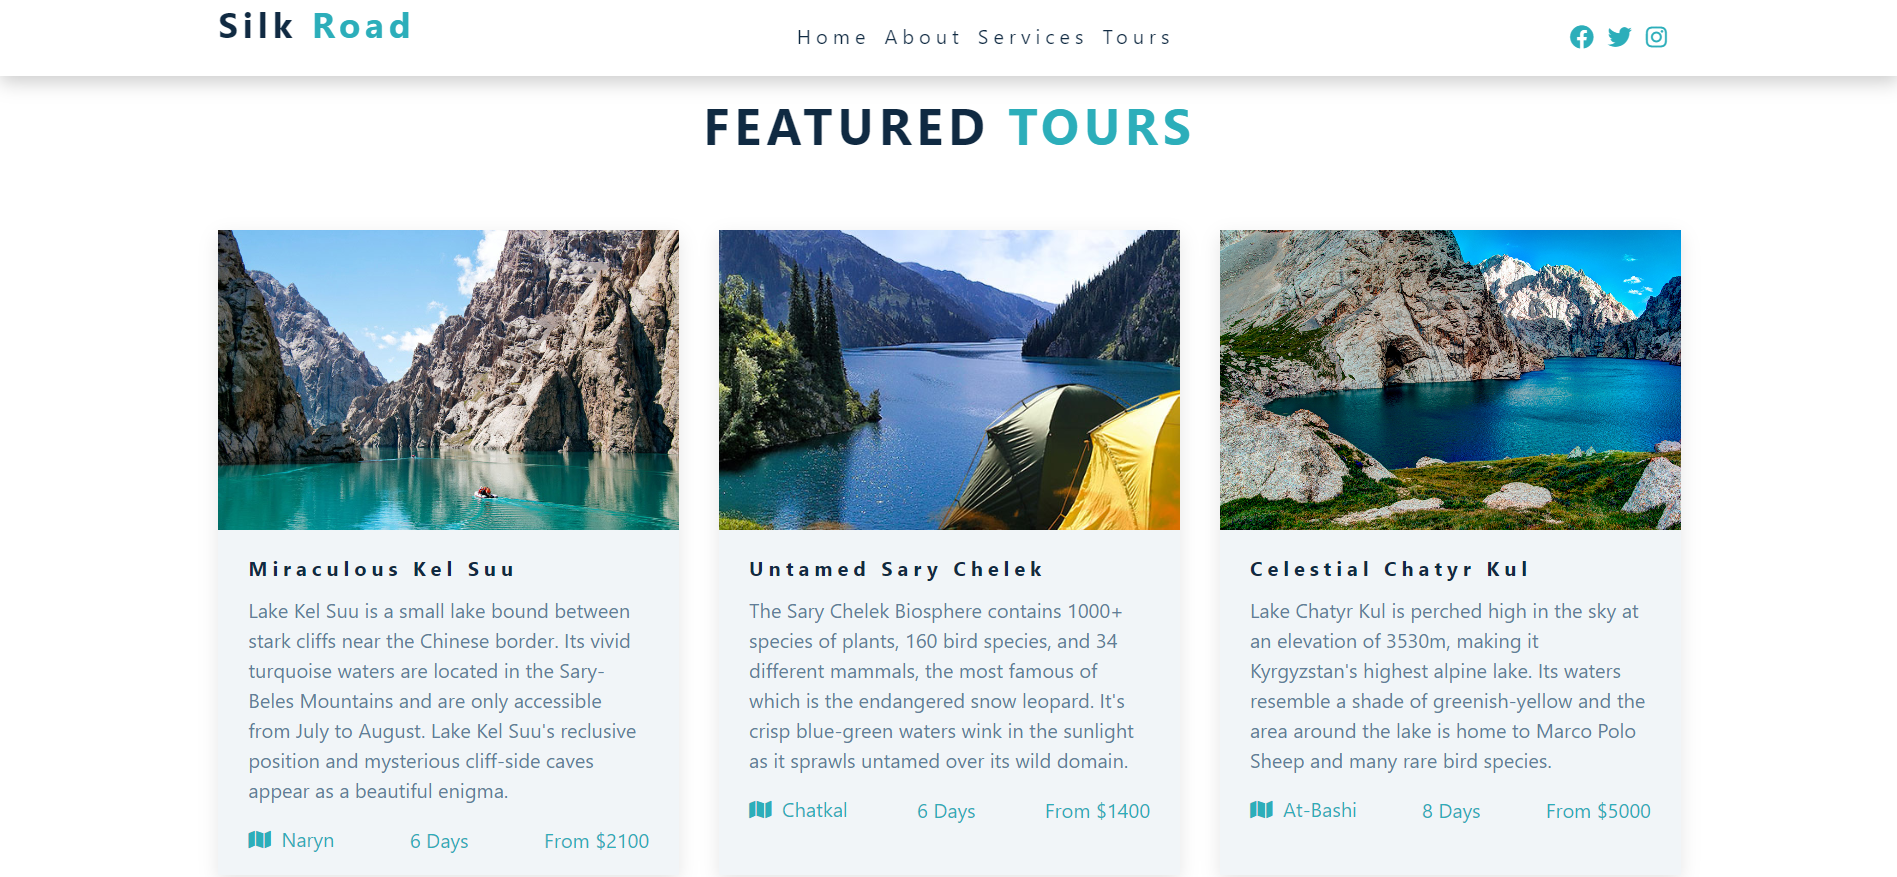 Silk Road
Home About Services Tours
FEATURED TOURS
Miraculous Kel Suu
Lake Kel Suu is a small lake bound between
stark cliffs near the Chinese border. Its vivid
turquoise waters are located in the Sary-
Beles Mountains and are only accessible
from July to August. Lake Kel Suu's reclusive
position and mysterious cliff-side caves
appear as a beautiful enigma.
Naryn 6 Days From $2100
Untamed Sary Chelek
The Sary Chelek Biosphere contains 1000+
species of plants, 160 bird species, and 34
different mammals, the most famous of
which is the endangered snow leopard. It's
crisp blue-green waters wink in the sunlight
as it sprawls untamed over its wild domain.
Chatkal 6 Days From $1400
Celestial Chatyr Kul
Lake Chatyr Kul is perched high in the sky at
an elevation of 3530m, making it
Kyrgyzstan's highest alpine lake. Its waters
resemble a shade of greenish-yellow and the
area around the lake is home to Marco Polo
Sheep and many rare bird species.
At-Bashi 8 Days From $5000